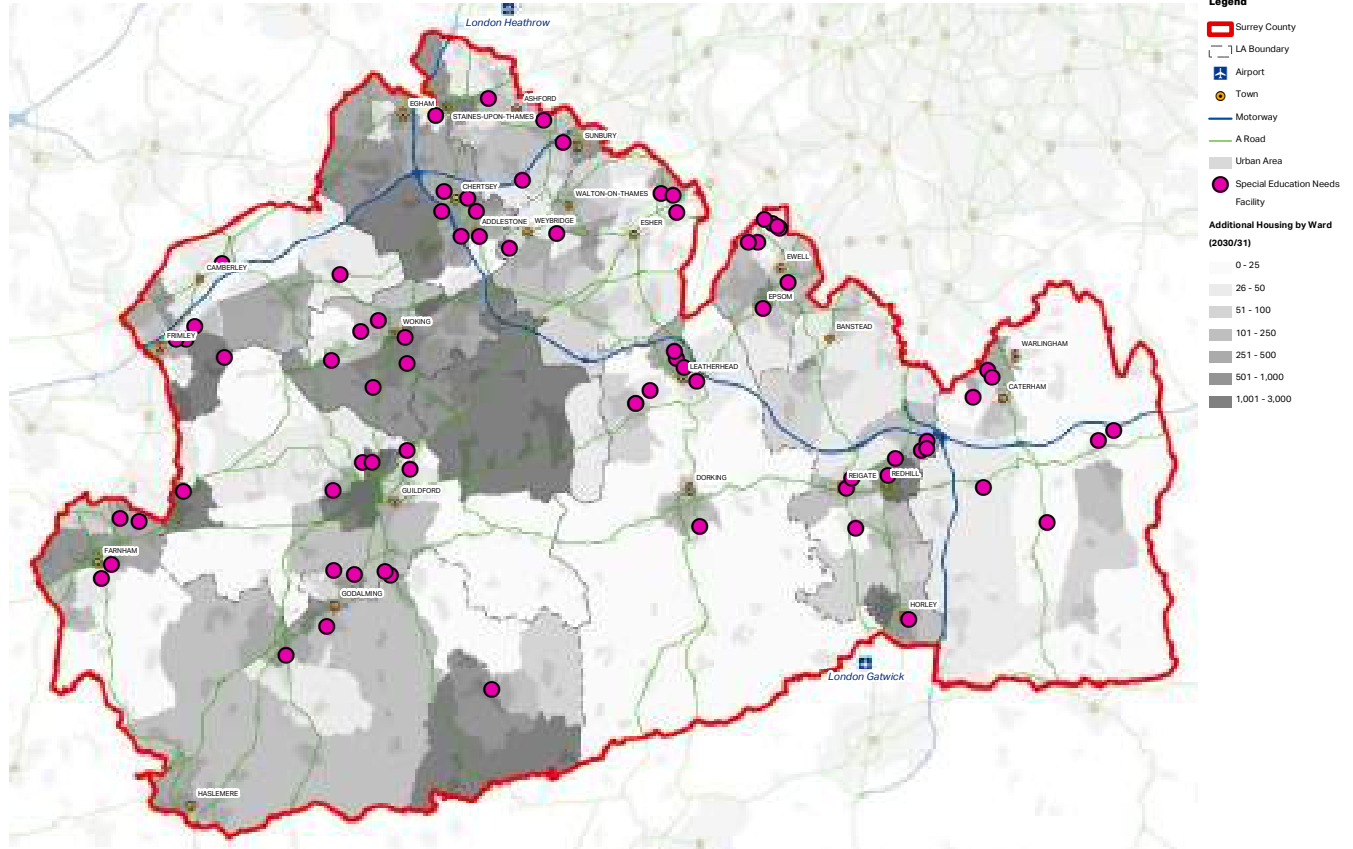 London Heathrow
EGHAM
ASHFORD
STAINES-UPON-THAMES
SUNBURY
CHERTSEY
WALTON-ON-THAMES
ADDLESTONE
WEYBRIDGE
ESHER
CAMBERLEY
EWELL
EPSOM
FRIMLEY
WOKING
BANSTEAD
WARLINGHAM
LEATHERHEAD
CATERHAM
GUILDFORD
DORKING
REIGATE
REDHILL
FARNHAM
GODALMING
HORLEY
London Gatwick
HASLEMERE
Legend
Surrey County
LA Boundary
Airport
Town
Motorway
A Road
Urban Area
Special Education Needs
Facility
Additional Housing by Ward
(2030/31)
0 - 25
26 - 50
51 - 100
101 - 250
251 - 500
501 - 1,000
1,001 - 3,000